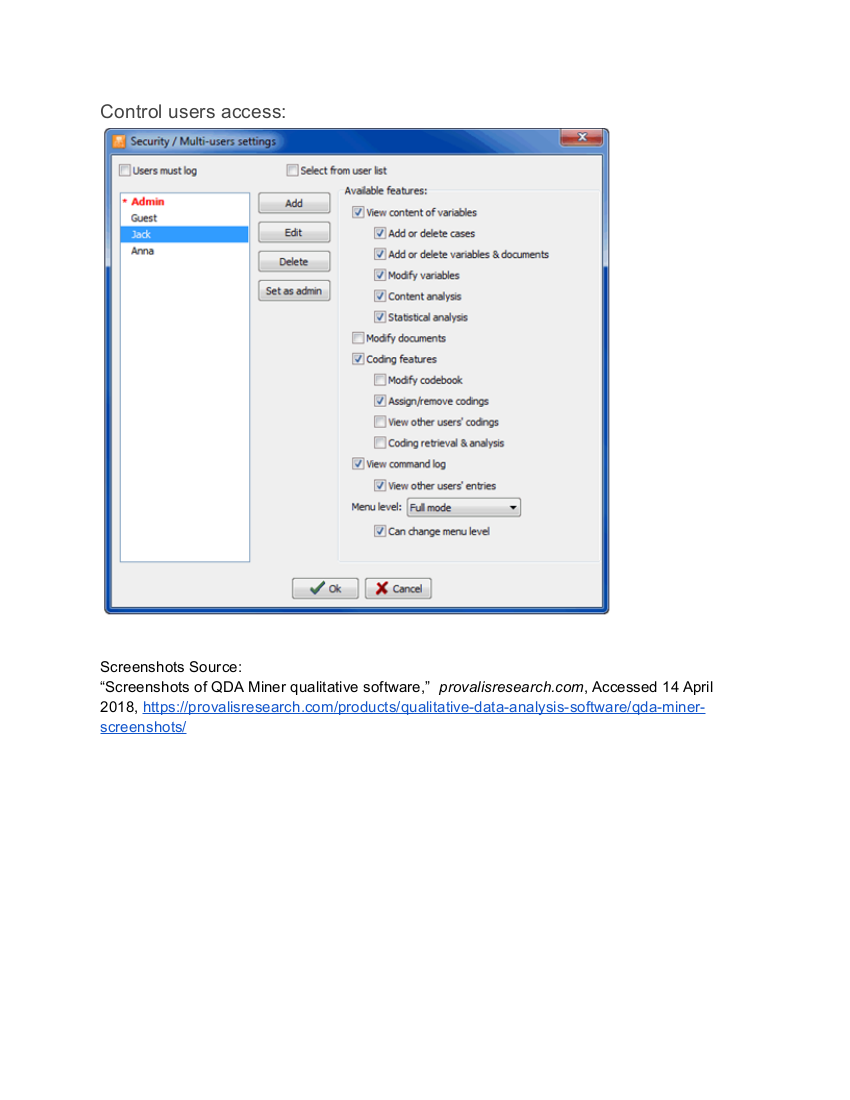 Control users access:
Security / Multi-users settings
Users must log
Select from user list
* Admin
Guest
Jack
Anna
Add
Edit
Delete
Set as admin
Available features:
View content of variables
Add or delete cases
Add or delete variables & documents
Modify variables
Content analysis
Statistical analysis
Modify documents
Coding features
Modify codebook
Assign/remove codings
View other users' codings
Coding retrieval & analysis
View command log
View other users' entries
Menu level: Full mode
Can change menu level
Ok
Cancel
Screenshots Source:
“Screenshots of QDA Miner qualitative software,” provalisresearch.com, Accessed 14 April
2018, https://provalisresearch.com/products/qualitative-data-analysis-software/qda-miner-
screenshots/